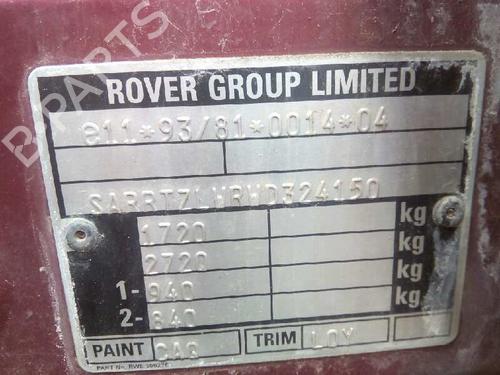 B-PARTS
ROVER GROUP LIMITED
e11*93/81*0014*04
1720 kg
2720 kg
1- 940 kg
2- 840 kg
PAINT CAG TRIM LOY